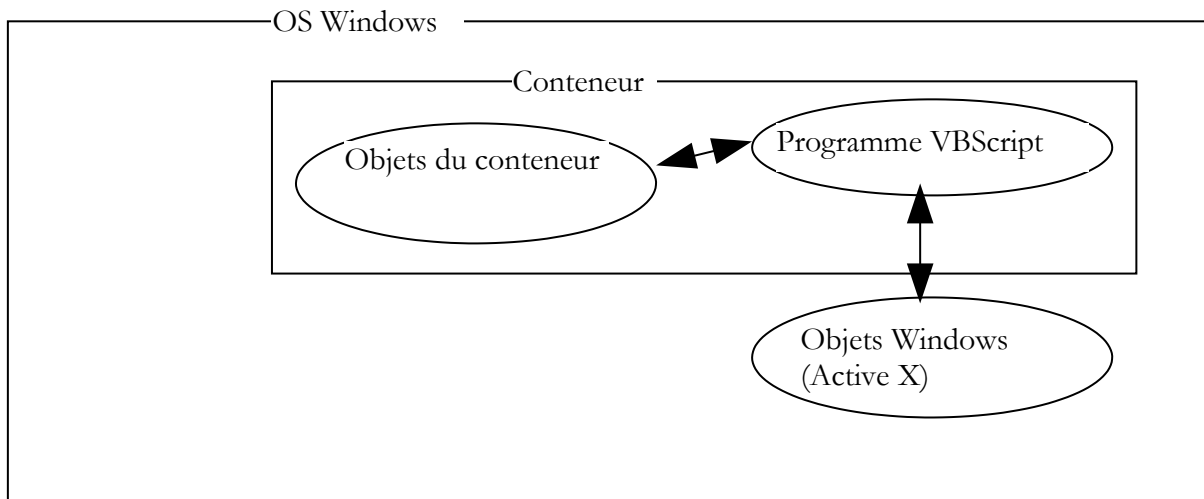 OS Windows
Conteneur
Objets du conteneur
Programme VBScript
Objets Windows
(Active X)